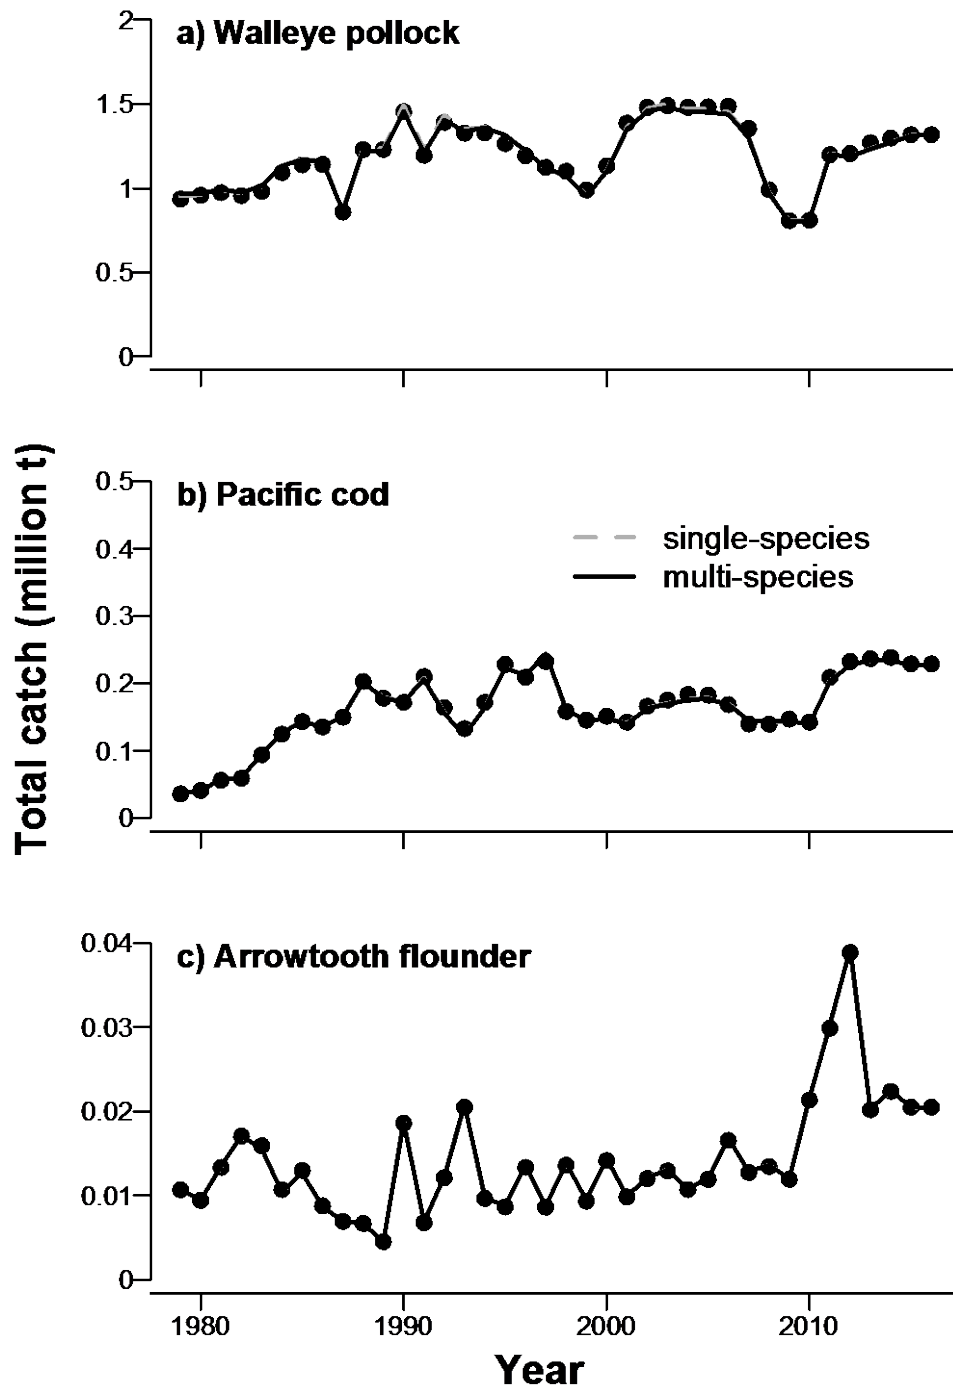 a) Walleye pollock
2
1.5
1
0.5
0
Total catch (million t)
b) Pacific cod
0.5
0.4
0.3
0.2
0.1
0
single-species
multi-species
c) Arrowtooth flounder
0.04
0.03
0.02
0.01
0
1980 1990 2000 2010
Year